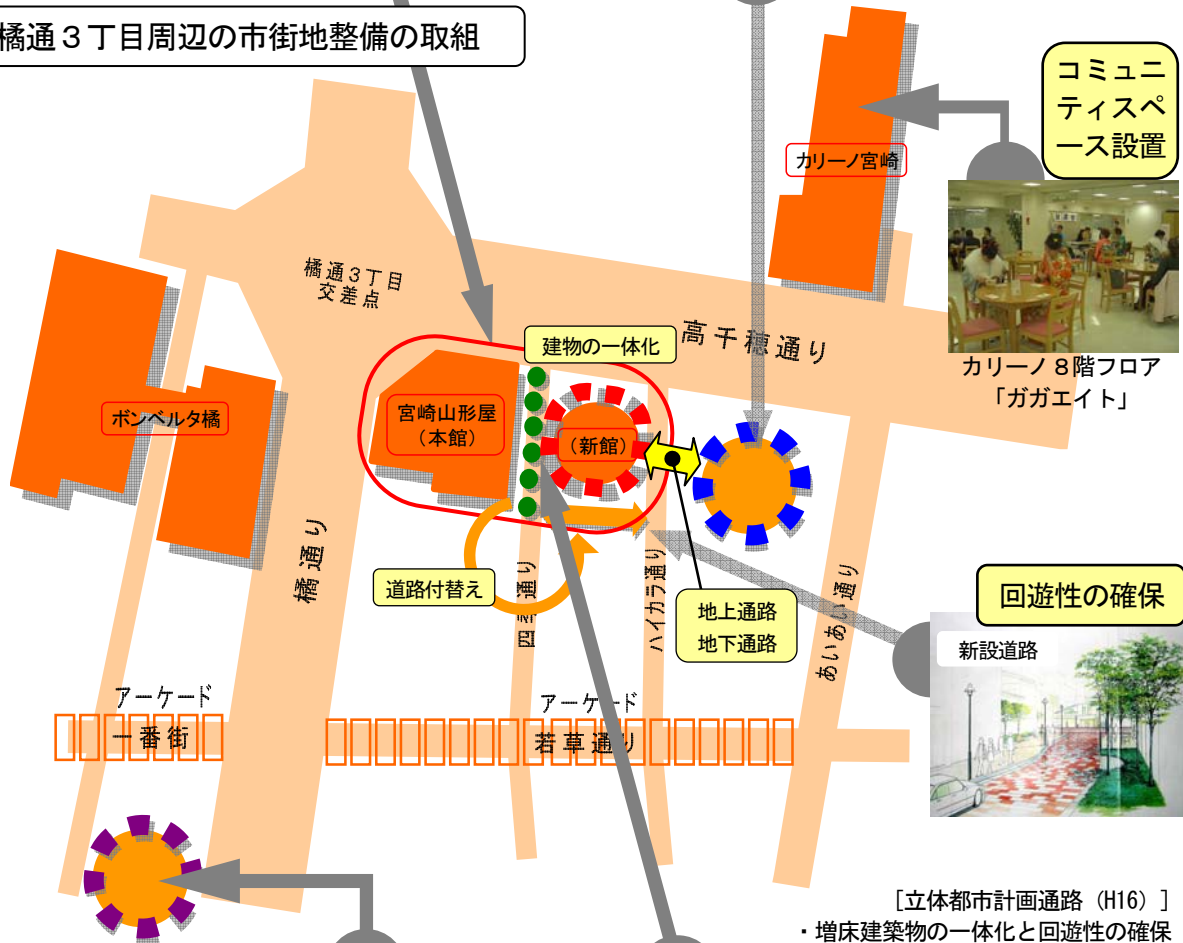 橘通３丁目周辺の市街地整備の取組
コミュニ
ティスペ
ース設置
カリーノ宮崎
カリーノ８階フロア
「ガガエイト」
橘通３丁目
交差点
高千穂通り
建物の一体化
ボンベルタ橘
宮崎山形屋
（本館）
（新館）
橘通り
道路付替え
通り
ハイカラ通り
あいあい通り
地上通路
地下通路
回遊性の確保
新設道路
アーケード
一番街
アーケード
若草通り
［立体都市計画通路（H16）］
・増床建築物の一体化と回遊性の確保